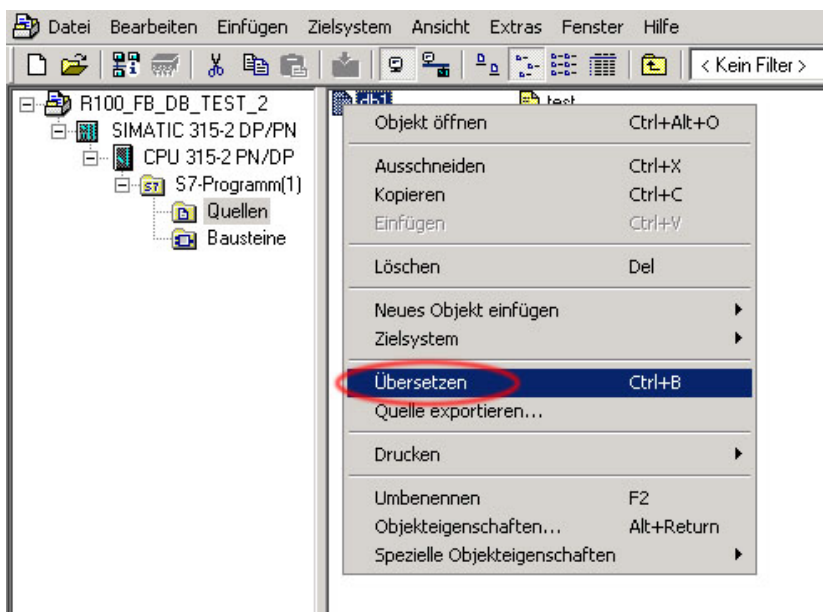 Datei Bearbeiten Einfügen Zielsystem Ansicht Extras Fenster Hilfe
< Kein Filter >
R100_FB_DB_TEST_2
SIMATIC 315-2 DP/PN
CPU 315-2 PN/DP
S7-Programm(1)
Quellen
Bausteine
db1 test
Objekt öffnen Ctrl+Alt+O
Ausschneiden Ctrl+X
Kopieren Ctrl+C
Einfügen Ctrl+V
Löschen Del
Neues Objekt einfügen
Zielsystem
Übersetzen Ctrl+B
Quelle exportieren...
Drucken
Umbenennen F2
Objekteigenschaften... Alt+Return
Spezielle Objekteigenschaften